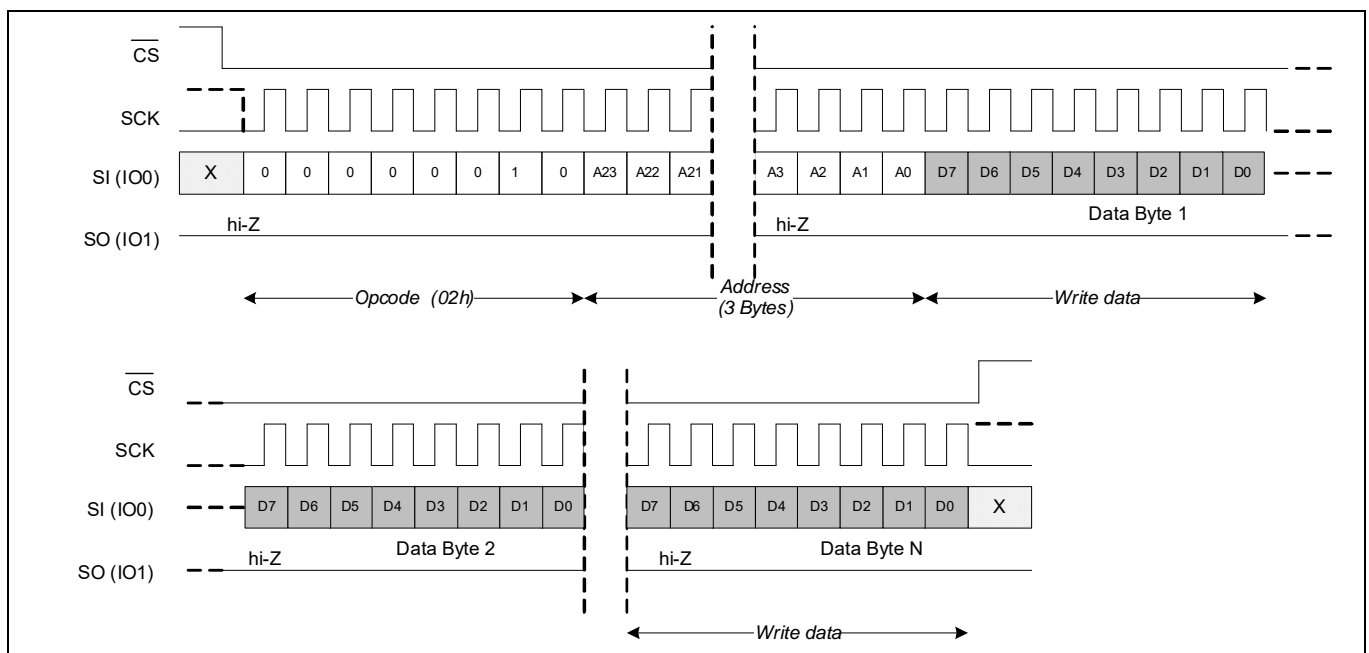 CS
SCK
SI (IO0) X 0 0 0 0 0 0 1 0 A23 A22 A21 A3 A2 A1 A0 D7 D6 D5 D4 D3 D2 D1 D0
hi-Z hi-Z Data Byte 1
SO (IO1)
Opcode (02h) Address (3 Bytes) Write data
CS
SCK
SI (IO0) D7 D6 D5 D4 D3 D2 D1 D0 D7 D6 D5 D4 D3 D2 D1 D0 X
hi-Z Data Byte 2 hi-Z Data Byte N
SO (IO1)
Write data